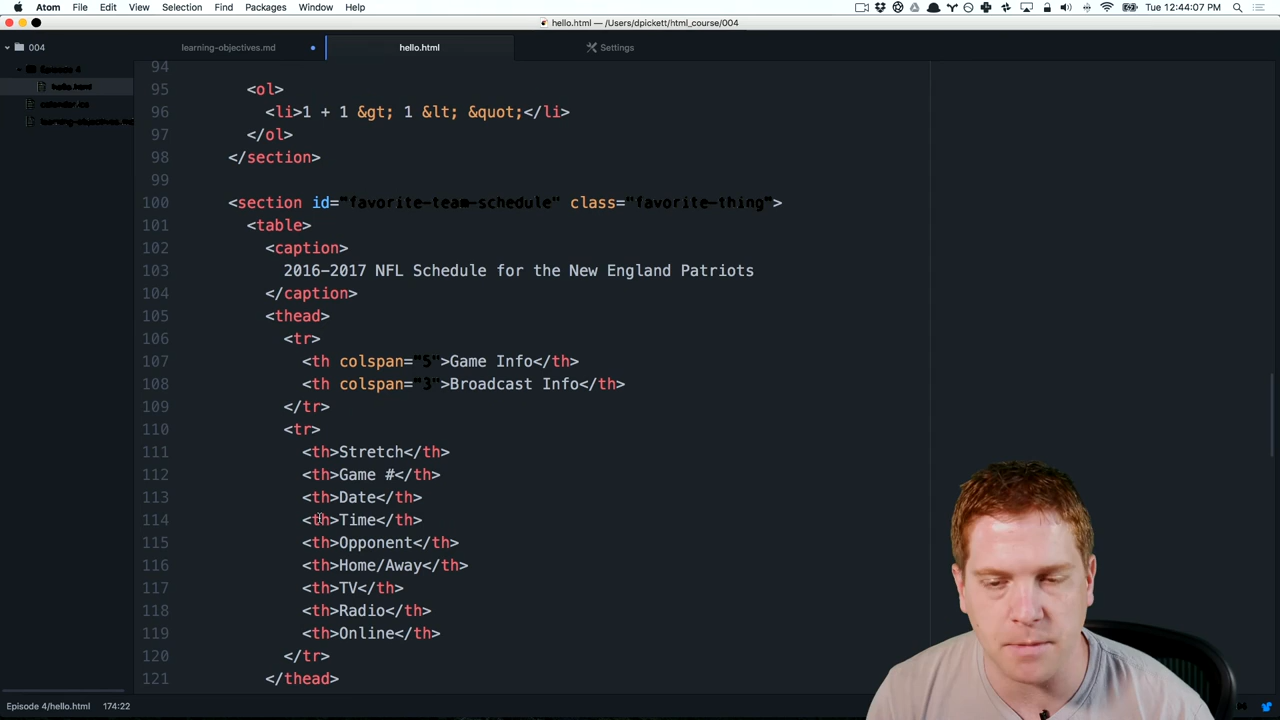 Atom File Edit View Selection Find Packages Window Help
Tue 12:44:07 PM
hello.html — /Users/dpickett/html_course/004
004
learning-objectives.md
hello.html
Settings
Episode 4
hello.html
94
95 <ol>
96 <li>1 + 1 &gt; 1 &lt; &quot;</li>
97 </ol>
98 </section>
99
100 <section id="favorite-team-schedule" class="favorite-thing">
101 <table>
102 <caption>
103 2016-2017 NFL Schedule for the New England Patriots
104 </caption>
105 <thead>
106 <tr>
107 <th colspan="5">Game Info</th>
108 <th colspan="3">Broadcast Info</th>
109 </tr>
110 <tr>
111 <th>Stretch</th>
112 <th>Game #</th>
113 <th>Date</th>
114 <th>Time</th>
115 <th>Opponent</th>
116 <th>Home/Away</th>
117 <th>TV</th>
118 <th>Radio</th>
119 <th>Online</th>
120 </tr>
121 </thead>
Episode 4/hello.html 174:22